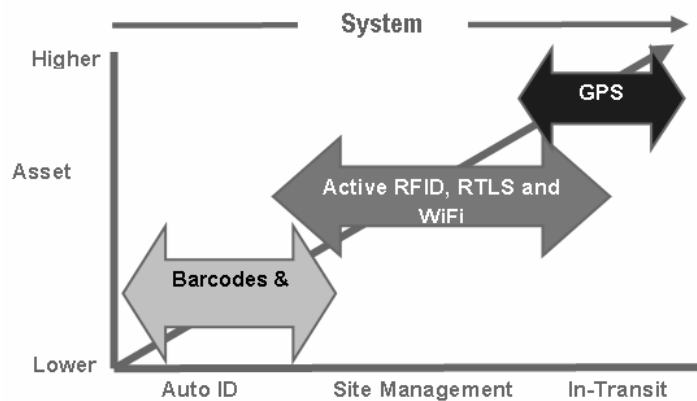 System
Higher
GPS
Asset
Active RFID, RTLS and
WiFi
Barcodes &
Lower
Auto ID
Site Management
In-Transit